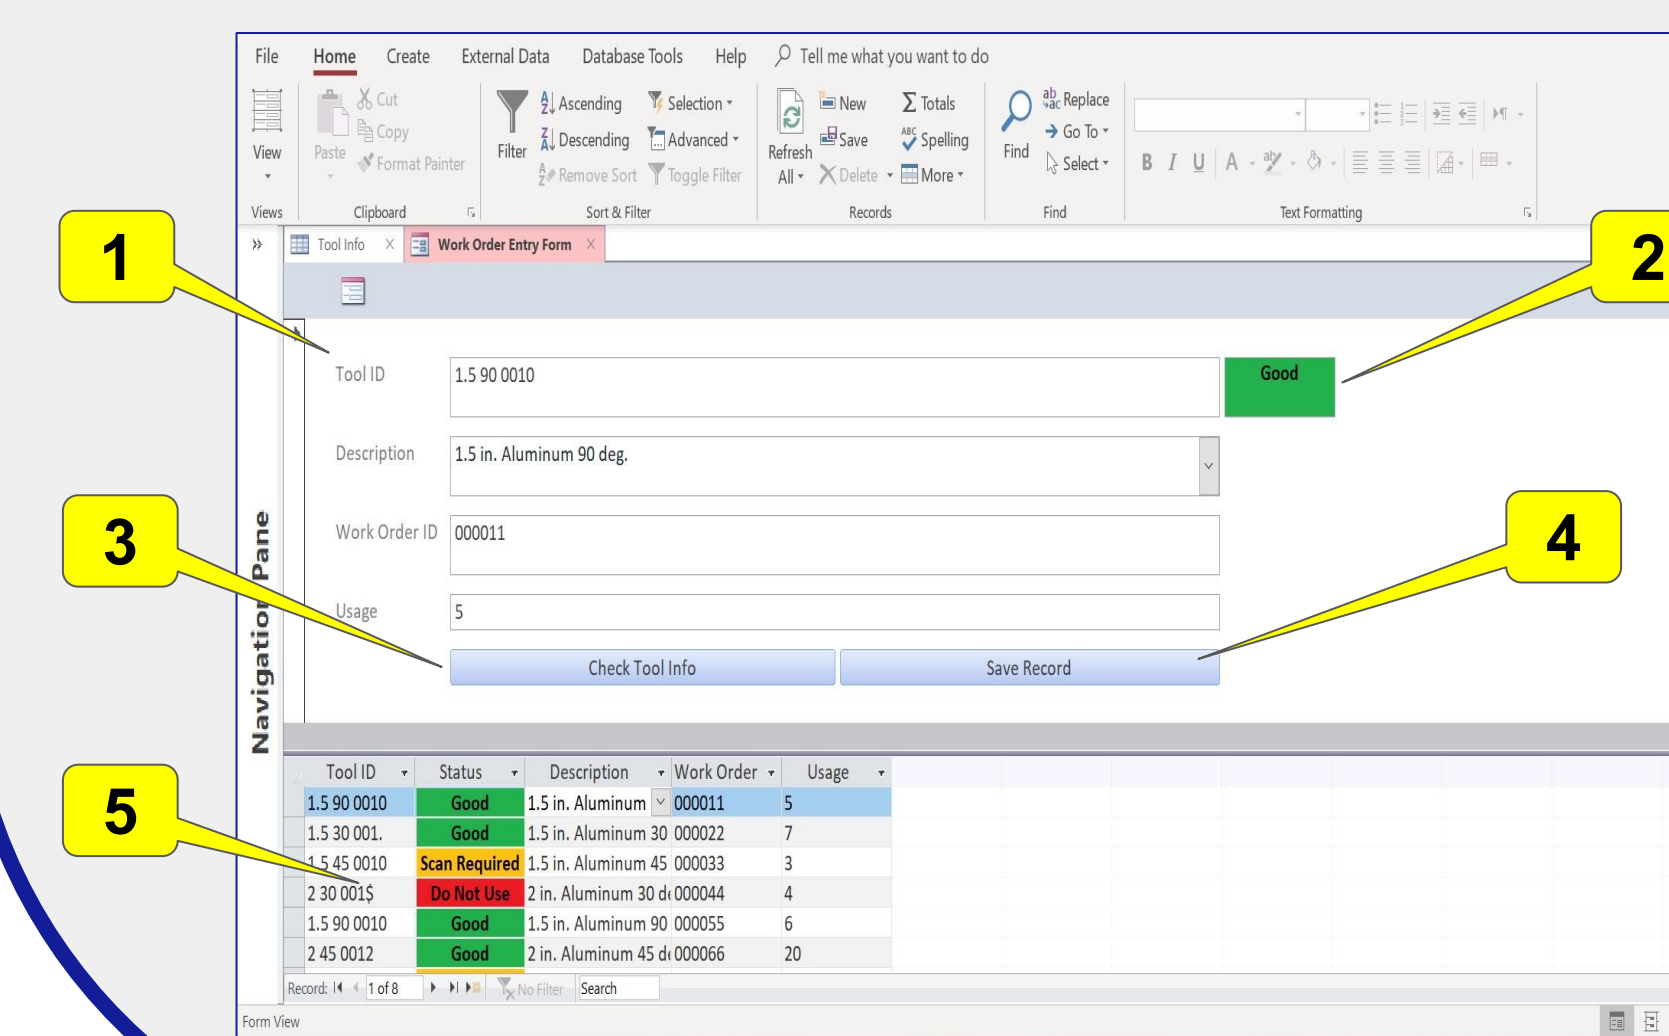 File Home Create External Data Database Tools Help Tell me what you want to do
View
Views
Paste
Cut
Copy
Format Painter
Clipboard
Filter
Ascending
Descending
Remove Sort
Selection
Advanced
Toggle Filter
Sort & Filter
Refresh
All
New
Save
Delete
Totals
Spelling
More
Records
Find
Replace
Go To
Select
Find
B I U A
Text Formatting
1
2
Tool Info Work Order Entry Form
Tool ID 1.5 90 0010 Good
Description 1.5 in. Aluminum 90 deg.
Work Order ID 000011
Usage 5
Check Tool Info Save Record
3
4
5
Navigation Pane
Tool ID Status Description Work Order Usage
1.5 90 0010 Good 1.5 in. Aluminum 000011 5
1.5 30 001. Good 1.5 in. Aluminum 30 000022 7
1.5 45 0010 Scan Required 1.5 in. Aluminum 45 000033 3
2 30 001$ Do Not Use 2 in. Aluminum 30 000044 4
1.5 90 0010 Good 1.5 in. Aluminum 90 000055 6
2 45 0012 Good 2 in. Aluminum 45 000066 20
Record: 1 of 8 No Filter Search
Form View